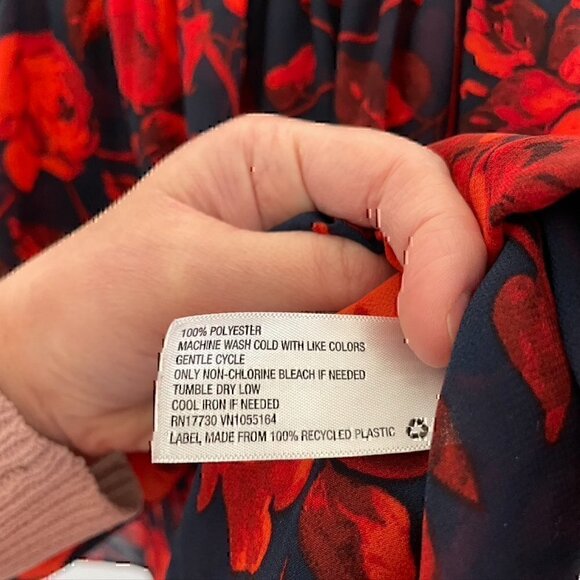 100% POLYESTER
MACHINE WASH COLD WITH LIKE COLORS
GENTLE CYCLE
ONLY NON-CHLORINE BLEACH IF NEEDED
TUMBLE DRY LOW
COOL IRON IF NEEDED
RN17730 VN1055164
LABEL, MADE FROM 100% RECYCLED PLASTIC